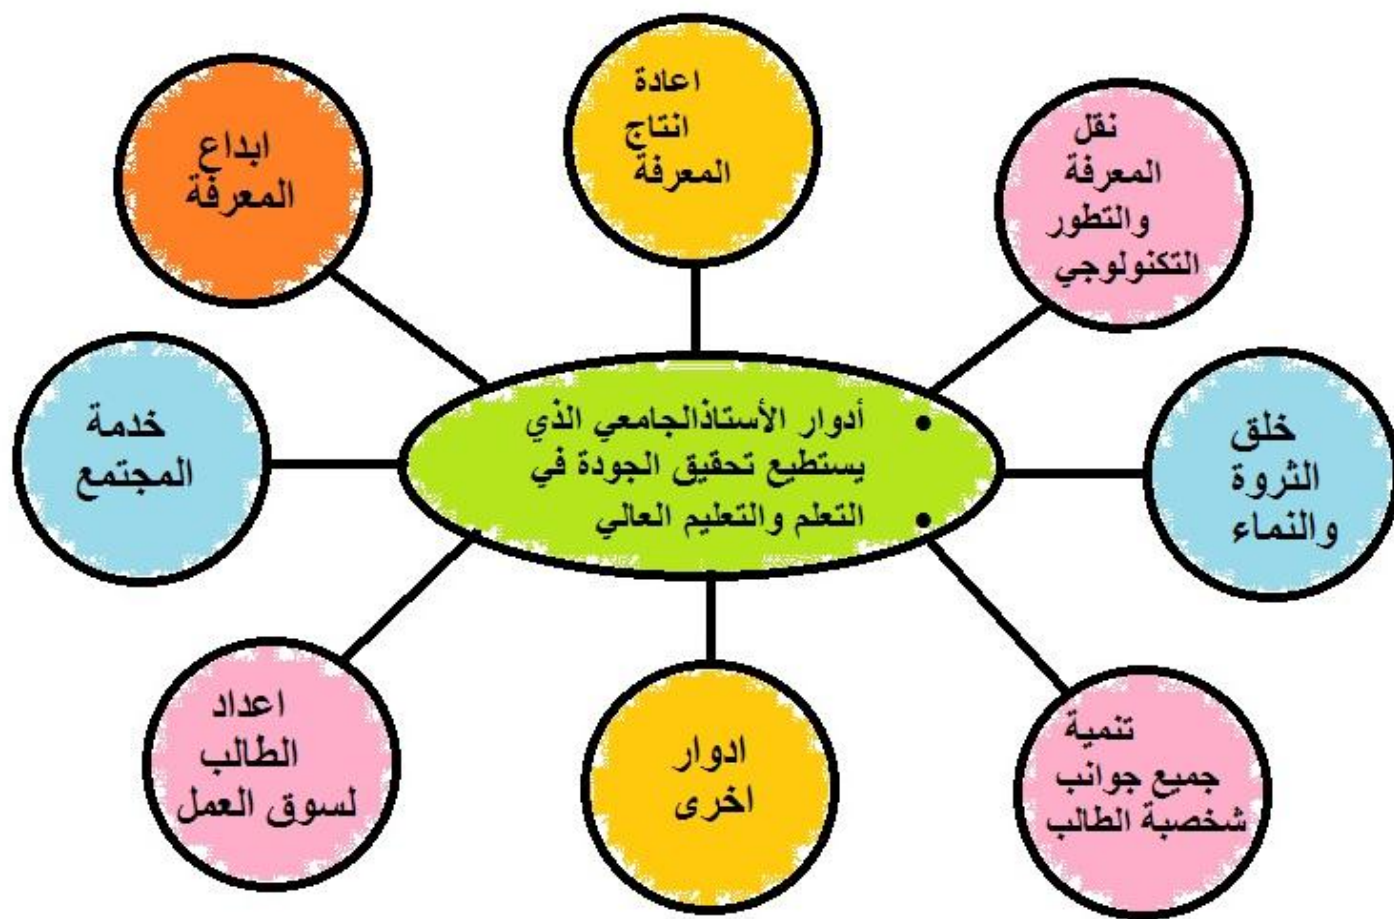 اعادة
انتاج
المعرفة
نقل
المعرفة
والتطور
التكنولوجي
ابداع
المعرفة
خلق
الثروة
والنماء
• أدوار الأستاذالجامعي الذي
يستطيع تحقيق الجودة في
• التعلم والتعليم العالي
خدمة
المجتمع
تنمية
جميع جوانب
شخصبة الطالب
ادوار
اخرى
اعداد
الطالب
لسوق العمل